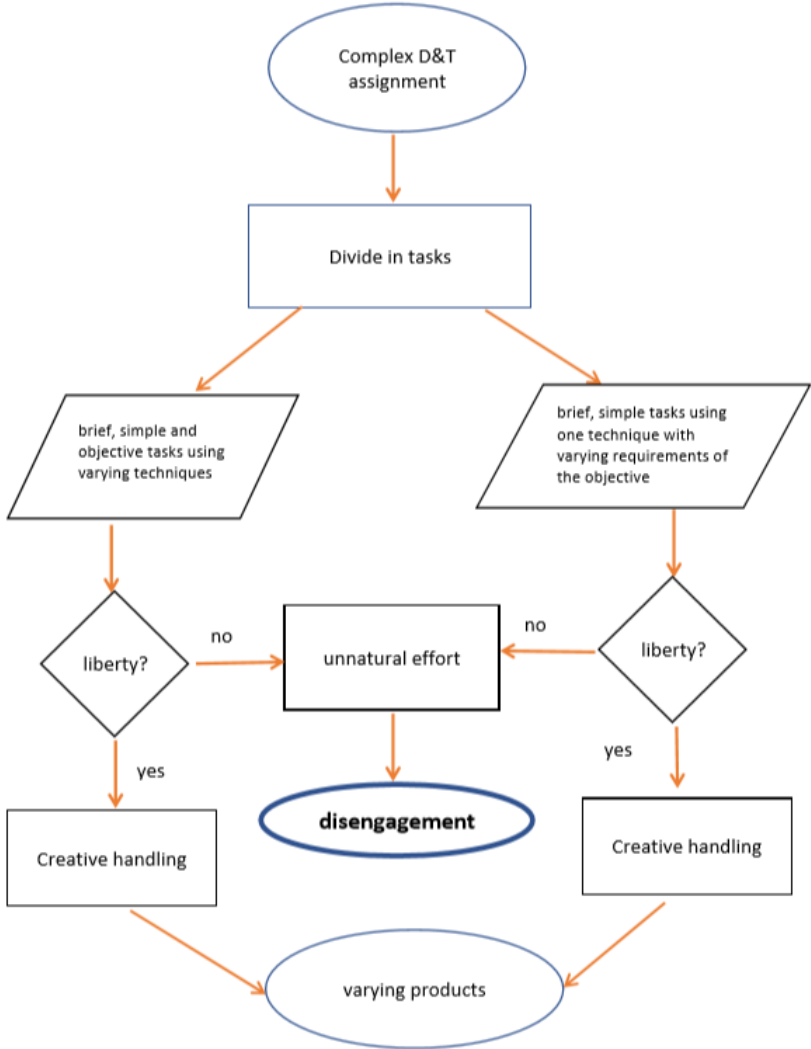 Complex D&T
assignment
Divide in tasks
brief, simple and
objective tasks using
varying techniques
brief, simple tasks using
one technique with
varying requirements of
the objective
liberty?
no
unnatural effort
no
liberty?
yes
yes
disengagement
Creative handling
Creative handling
varying products